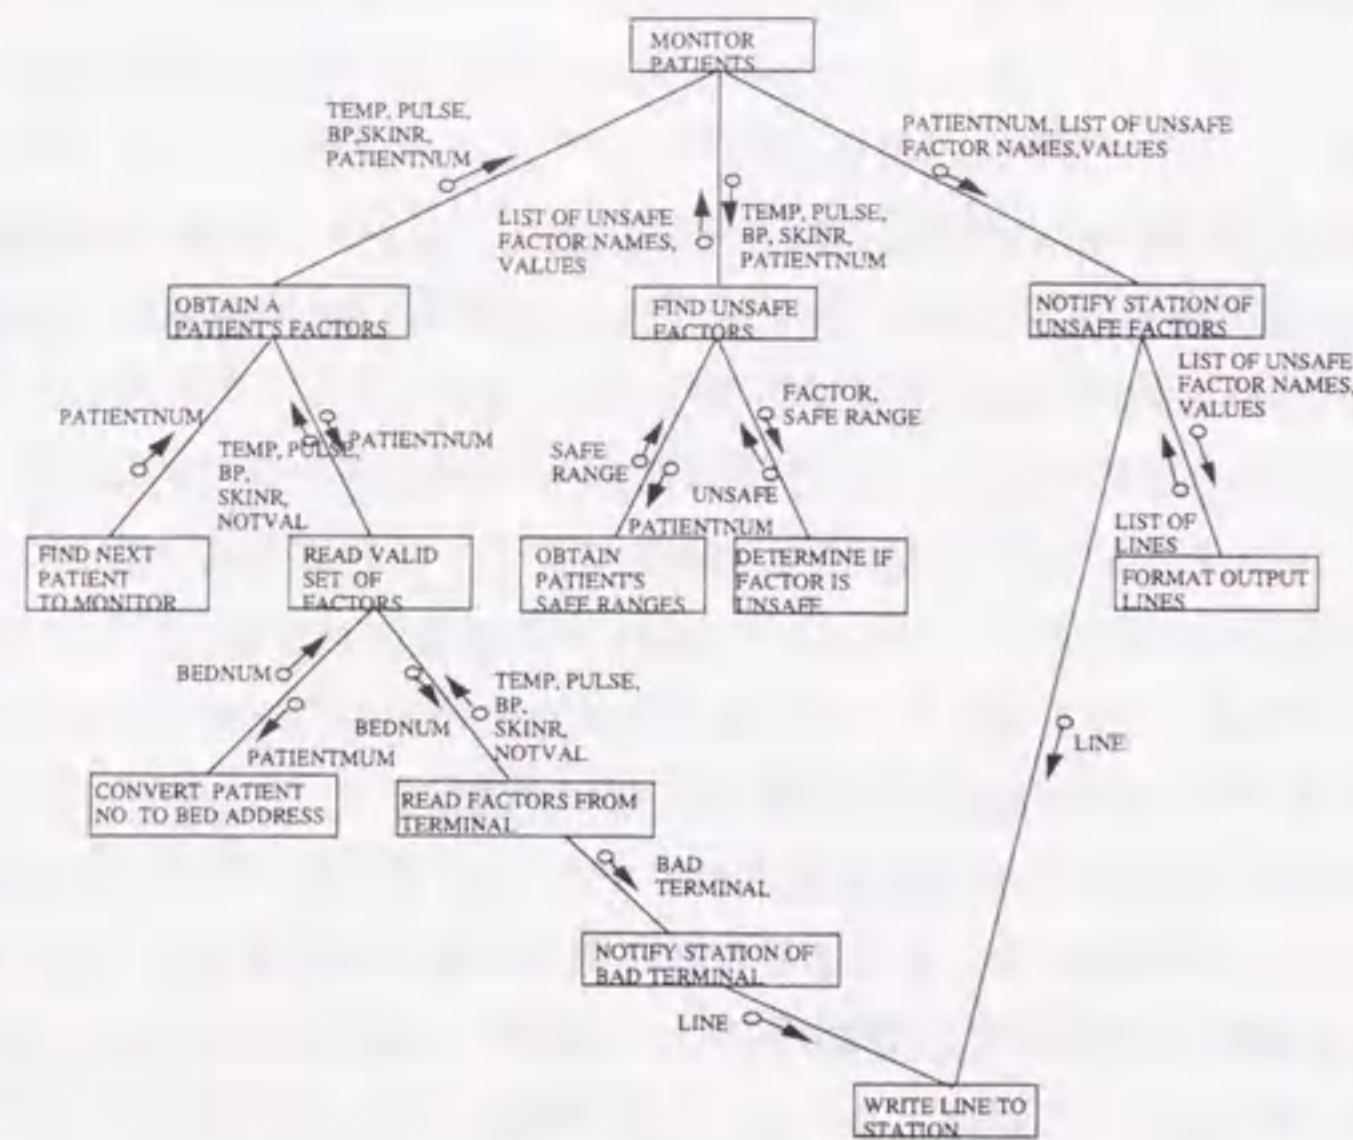 MONITOR
PATIENTS
TEMP, PULSE,
BP,SKINR,
PATIENTNUM
PATIENTNUM, LIST OF UNSAFE
FACTOR NAMES,VALUES
LIST OF UNSAFE
FACTOR NAMES,
VALUES
TEMP, PULSE,
BP, SKINR,
PATIENTNUM
OBTAIN A
PATIENT'S FACTORS
FIND UNSAFE
FACTORS
NOTIFY STATION OF
UNSAFE FACTORS
PATIENTNUM
TEMP, PULSE,
BP,
SKINR,
NOTVAL
PATIENTNUM
SAFE
RANGE
PATIENTNUM
FACTOR,
SAFE RANGE
UNSAFE
LIST OF UNSAFE
FACTOR NAMES,
VALUES
LIST OF
LINES
FIND NEXT
PATIENT
TO MONITOR
READ VALID
SET OF
FACTORS
OBTAIN
PATIENT'S
SAFE RANGES
DETERMINE IF
FACTOR IS
UNSAFE
FORMAT OUTPUT
LINES
BEDNUM
PATIENTMUM
BEDNUM
TEMP, PULSE,
BP,
SKINR,
NOTVAL
LINE
CONVERT PATIENT
NO. TO BED ADDRESS
READ FACTORS FROM
TERMINAL
BAD
TERMINAL
NOTIFY STATION OF
BAD TERMINAL
LINE
WRITE LINE TO
STATION